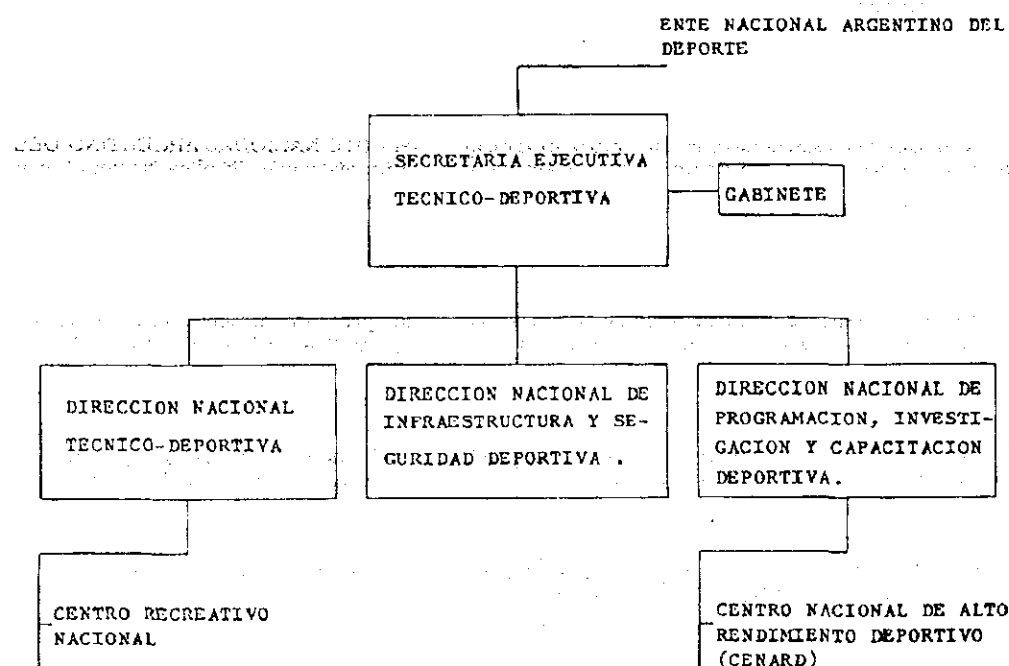 ENTE NACIONAL ARGENTINO DEL
DEPORTE
SECRETARIA EJECUTIVA
TECNICO-DEPORTIVA
GABINETE
DIRECCION NACIONAL
TECNICO-DEPORTIVA
DIRECCION NACIONAL DE
INFRAESTRUCTURA Y SE-
GURIDAD DEPORTIVA .
DIRECCION NACIONAL DE
PROGRAMACION, INVESTI-
GACION Y CAPACITACION
DEPORTIVA.
CENTRO RECREATIVO
NACIONAL
CENTRO NACIONAL DE ALTO
RENDIMIENTO DEPORTIVO
(CENARD)